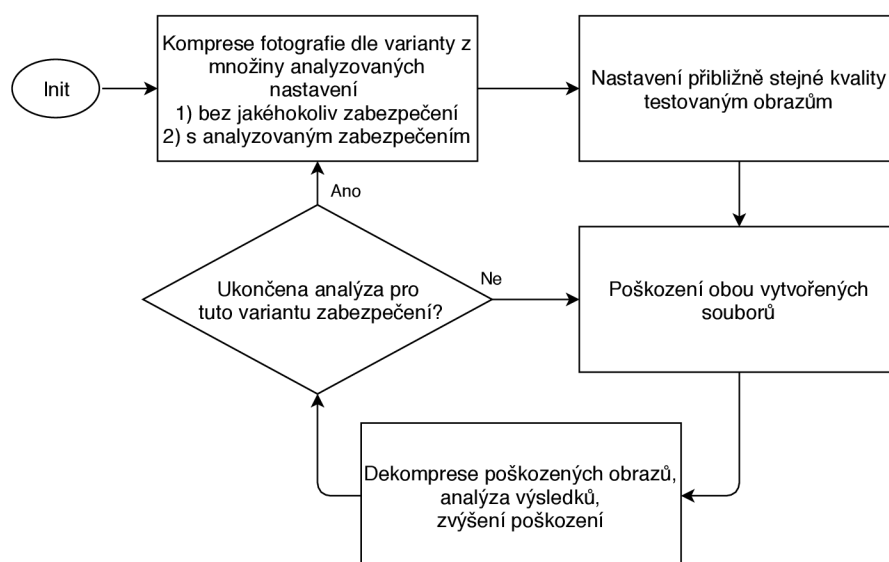 Init
Komprese fotografie dle varianty z
množiny analyzovaných
nastavení
1) bez jakéhokoliv zabezpečení
2) s analyzovaným zabezpečením
Nastavení přibližně stejné kvality
testovaným obrazům
Ano
Ukončena analýza pro
tuto variantu zabezpečení?
Ne
Poškození obou vytvořených
souborů
Dekomprese poškozených obrazů,
analýza výsledků,
zvýšení poškození